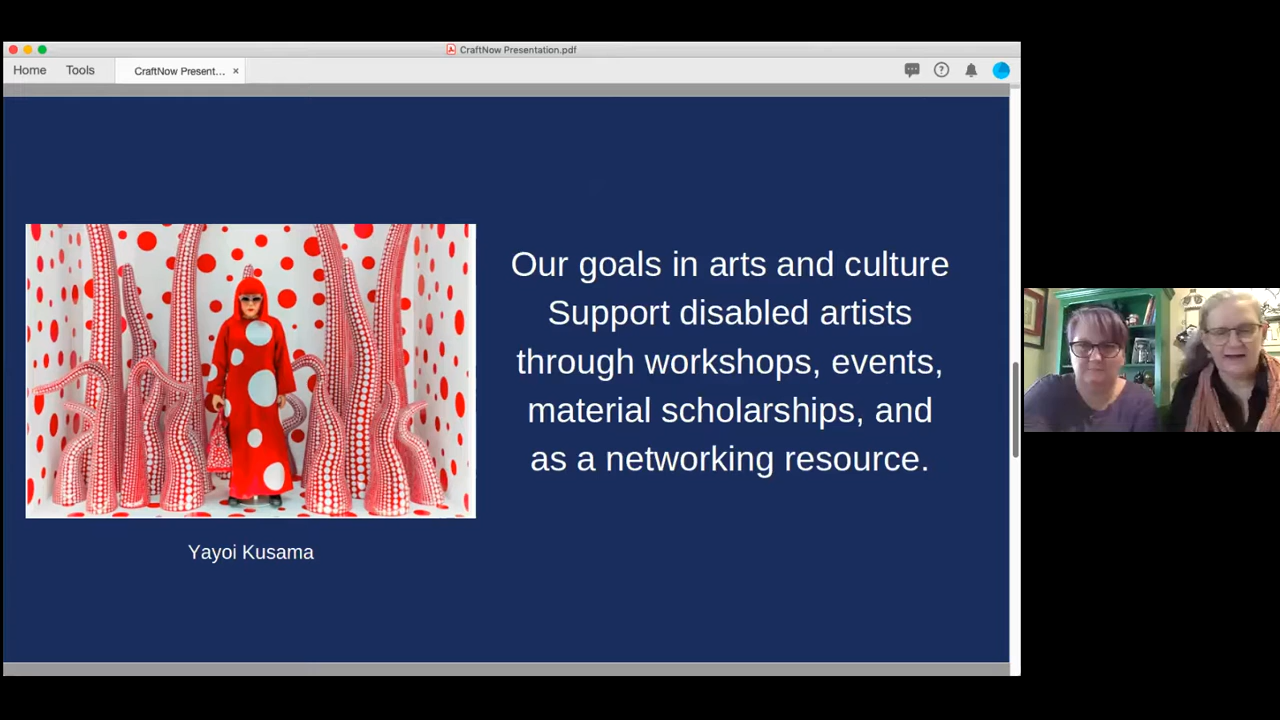 CraftNow Presentation.pdf
Home Tools CraftNow Present... ×
Our goals in arts and culture
Support disabled artists
through workshops, events,
material scholarships, and
as a networking resource.
Yayoi Kusama